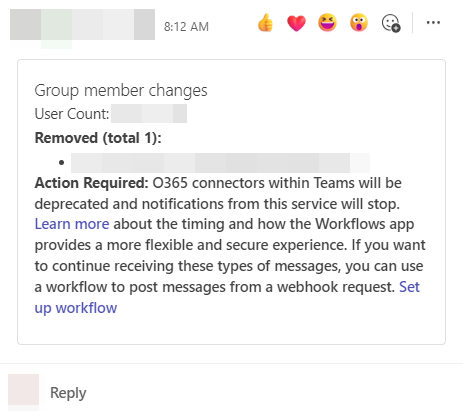 8:12 AM
Group member changes
User Count:
Removed (total 1):
Action Required: O365 connectors within Teams will be
deprecated and notifications from this service will stop.
Learn more about the timing and how the Workflows app
provides a more flexible and secure experience. If you want
to continue receiving these types of messages, you can use
a workflow to post messages from a webhook request. Set
up workflow
Reply